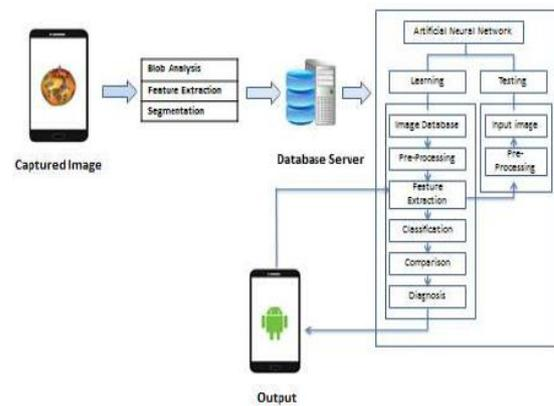 Artificial Neural Network
Blob Analysis
Feature Extraction
Segmentation
Captured Image
Database Server
Learning
Testing
Image Database
Input image
Pre-Processing
Pre-
Processing
Feature
Extraction
Classification
Comparison
Diagnosis
Output